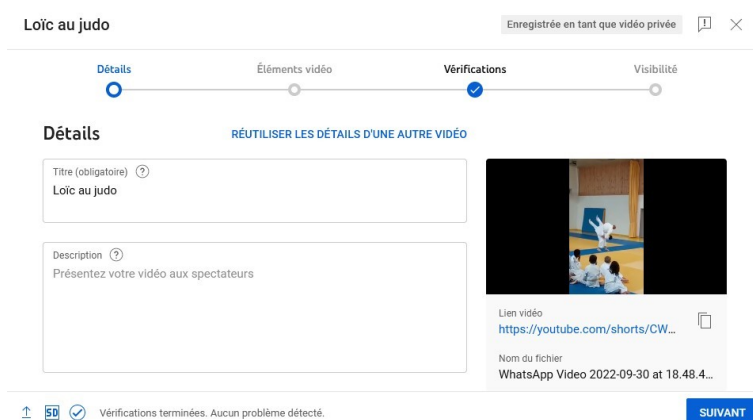 Loïc au judo
Enregistrée en tant que vidéo privée
Détails
Éléments vidéo
Vérifications
Visibilité
Détails
RÉUTILISER LES DÉTAILS D'UNE AUTRE VIDÉO
Titre (obligatoire) ?
Loïc au judo
Description ?
Présentez votre vidéo aux spectateurs
Lien vidéo
https://youtube.com/shorts/CW...
Nom du fichier
WhatsApp Video 2022-09-30 at 18.48.4...
SD
Vérifications terminées. Aucun problème détecté.
SUIVANT